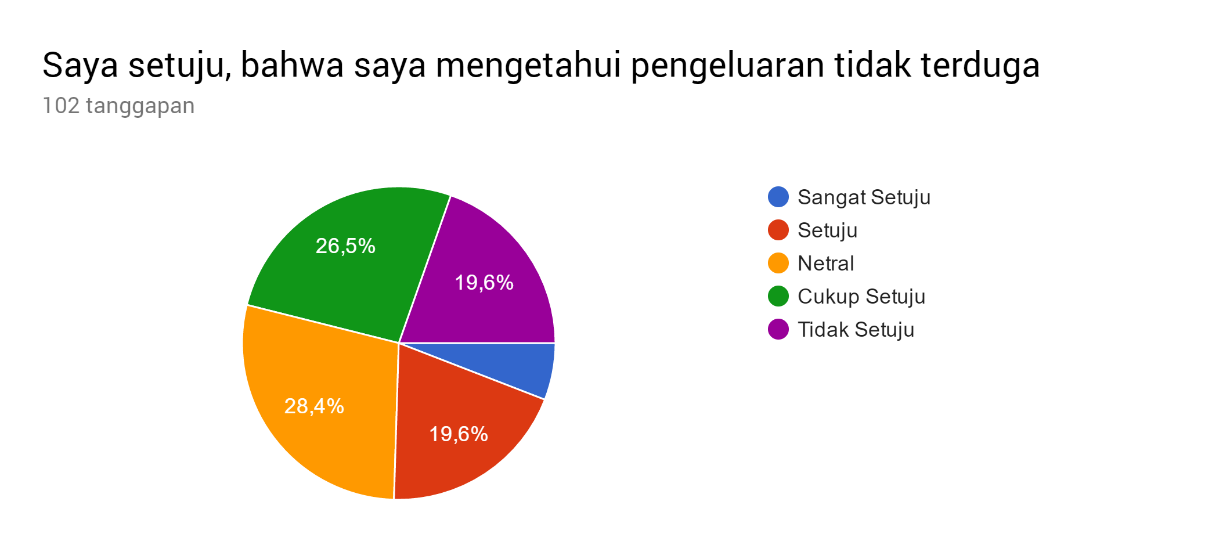 Saya setuju, bahwa saya mengetahui pengeluaran tidak terduga
102 tanggapan
26,5%
19,6%
28,4%
19,6%
Sangat Setuju
Setuju
Netral
Cukup Setuju
Tidak Setuju